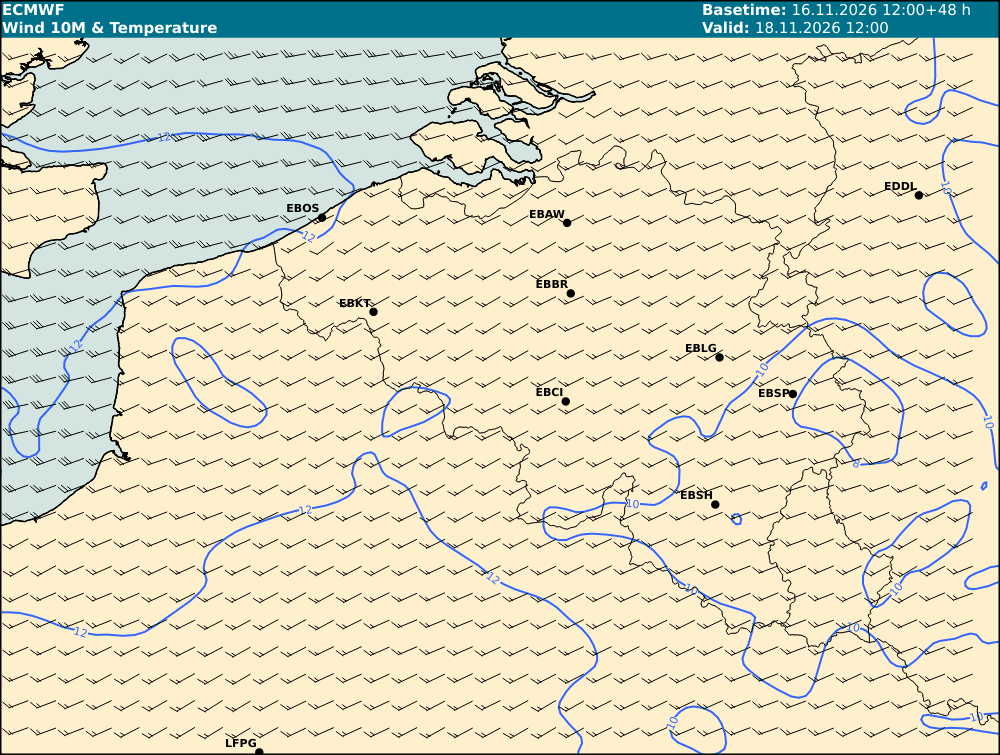 ECMWF
Wind 10M & Temperature
Basetime: 16.11.2026 12:00+48 h
Valid: 18.11.2026 12:00
12
10
EDDL
EBOS
EBAW
12
EBBR
EBKT
12
EBLG
10
EBCI
EBSP
10
8
EBSH
10
12
12
10
10
12
10
10
10
LFPG